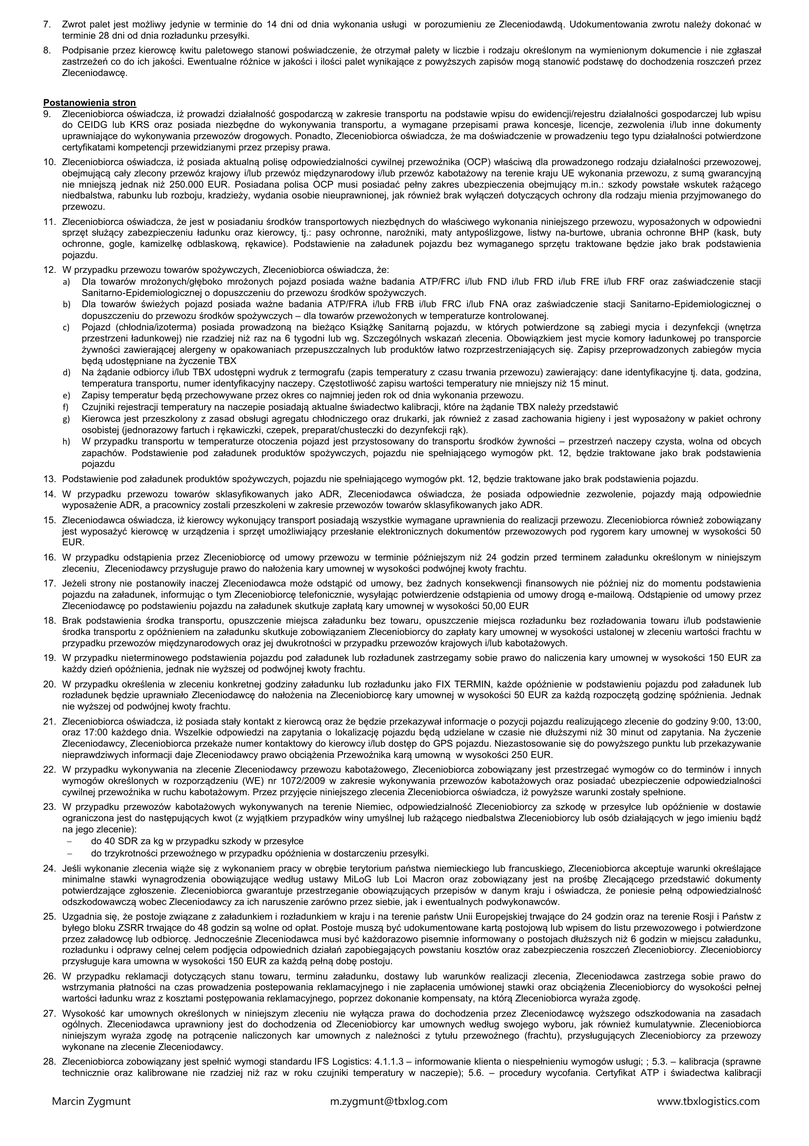 7. Zwrot palet jest możliwy jedynie w terminie do 14 dni od dnia wykonania usługi w porozumieniu ze Zleceniodawdą. Udokumentowania zwrotu należy dokonać w
terminie 28 dni od dnia rozładunku przesyłki.
8. Podpisanie przez kierowcę kwitu paletowego stanowi poświadczenie, że otrzymał palety w liczbie i rodzaju określonym na wymienionym dokumencie i nie zgłaszał
zastrzeżeń co do ich jakości. Ewentualne różnice w jakości i ilości palet wynikające z powyższych zapisów mogą stanowić podstawę do dochodzenia roszczeń przez
Zleceniodawcę.
Postanowienia stron
9. Zleceniobiorca oświadcza, iż prowadzi działalność gospodarczą w zakresie transportu na podstawie wpisu do ewidencji/rejestru działalności gospodarczej lub wpisu
do CEIDG lub KRS oraz posiada niezbędne do wykonywania transportu, a wymagane przepisami prawa koncesje, licencje, zezwolenia i/lub inne dokumenty
uprawniające do wykonywania przewozów drogowych. Ponadto, Zleceniobiorca oświadcza, że ma doświadczenie w prowadzeniu tego typu działalności potwierdzone
certyfikatami kompetencji przewidzianymi przez przepisy prawa.
10. Zleceniobiorca oświadcza, iż posiada aktualną polisę odpowiedzialności cywilnej przewoźnika (OCP) właściwą dla prowadzonego rodzaju działalności przewozowej,
obejmującą cały zlecony przewóz krajowy i/lub przewóz międzynarodowy i/lub przewóz kabotażowy na terenie kraju UE wykonania przewozu, z sumą gwarancyjną
nie mniejszą jednak niż 250.000 EUR. Posiadana polisa OCP musi posiadać pełny zakres ubezpieczenia obejmujący m.in.: szkody powstałe wskutek rażącego
niedbalstwa, rabunku lub rozboju, kradzieży, wydania osobie nieuprawnionej, jak również brak wyłączeń dotyczących ochrony dla rodzaju mienia przyjmowanego do
przewozu.
11. Zleceniobiorca oświadcza, że jest w posiadaniu środków transportowych niezbędnych do właściwego wykonania niniejszego przewozu, wyposażonych w odpowiedni
sprzęt służący zabezpieczeniu ładunku oraz kierowcy, tj.: pasy ochronne, narożniki, maty antypoślizgowe, listwy na-burtowe, ubrania ochronne BHP (kask, buty
ochronne, gogle, kamizelkę odblaskową, rękawice). Podstawienie na załadunek pojazdu bez wymaganego sprzętu traktowane będzie jako brak podstawienia
pojazdu.
12. W przypadku przewozu towarów spożywczych, Zleceniobiorca oświadcza, że:
a) Dla towarów mrożonych/głęboko mrożonych pojazd posiada ważne badania ATP/FRC i/lub FND i/lub FRD i/lub FRE i/lub FRF oraz zaświadczenie stacji
Sanitarno-Epidemiologicznej o dopuszczeniu do przewozu środków spożywczych.
b) Dla towarów świeżych pojazd posiada ważne badania ATP/FRA i/lub FRB i/lub FRC i/lub FNA oraz zaświadczenie stacji Sanitarno-Epidemiologicznej o
dopuszczeniu do przewozu środków spożywczych – dla towarów przewożonych w temperaturze kontrolowanej.
c) Pojazd (chłodnia/izoterma) posiada prowadzoną na bieżąco Książkę Sanitarną pojazdu, w których potwierdzone są zabiegi mycia i dezynfekcji (wnętrza
przestrzeni ładunkowej) nie rzadziej niż raz na 6 tygodni lub wg. Szczególnych wskazań zlecenia. Obowiązkiem jest mycie komory ładunkowej po transporcie
żywności zawierającej alergeny w opakowaniach przepuszczalnych lub produktów łatwo rozprzestrzeniających się. Zapisy przeprowadzonych zabiegów mycia
będą udostępniane na życzenie TBX
d) Na żądanie odbiorcy i/lub TBX udostępni wydruk z termografu (zapis temperatury z czasu trwania przewozu) zawierający: dane identyfikacyjne tj. data, godzina,
temperatura transportu, numer identyfikacyjny naczepy. Częstotliwość zapisu wartości temperatury nie mniejszy niż 15 minut.
e) Zapisy temperatur będą przechowywane przez okres co najmniej jeden rok od dnia wykonania przewozu.
f) Czujniki rejestracji temperatury na naczepie posiadają aktualne świadectwo kalibracji, które na żądanie TBX należy przedstawić
g) Kierowca jest przeszkolony z zasad obsługi agregatu chłodniczego oraz drukarki, jak również z zasad zachowania higieny i jest wyposażony w pakiet ochrony
osobistej (jednorazowy fartuch i rękawiczki, czepek, preparat/chusteczki do dezynfekcji rąk).
h) W przypadku transportu w temperaturze otoczenia pojazd jest przystosowany do transportu środków żywności – przestrzeń naczepy czysta, wolna od obcych
zapachów. Podstawienie pod załadunek produktów spożywczych, pojazdu nie spełniającego wymogów pkt. 12, będzie traktowane jako brak podstawienia
pojazdu
13. Podstawienie pod załadunek produktów spożywczych, pojazdu nie spełniającego wymogów pkt. 12, będzie traktowane jako brak podstawienia pojazdu.
14. W przypadku przewozu towarów sklasyfikowanych jako ADR, Zleceniodawca oświadcza, że posiada odpowiednie zezwolenie, pojazdy mają odpowiednie
wyposażenie ADR, a pracownicy zostali przeszkoleni w zakresie przewozów towarów sklasyfikowanych jako ADR.
15. Zleceniodawca oświadcza, iż kierowcy wykonujący transport posiadają wszystkie wymagane uprawnienia do realizacji przewozu. Zleceniobiorca również zobowiązany
jest wyposażyć kierowcę w urządzenia i sprzęt umożliwiający przesłanie elektronicznych dokumentów przewozowych pod rygorem kary umownej w wysokości 50
EUR.
16. W przypadku odstąpienia przez Zleceniobiorcę od umowy przewozu w terminie późniejszym niż 24 godzin przed terminem załadunku określonym w niniejszym
zleceniu, Zleceniodawcy przysługuje prawo do nałożenia kary umownej w wysokości podwójnej kwoty frachtu.
17. Jeżeli strony nie postanowiły inaczej Zleceniodawca może odstąpić od umowy, bez żadnych konsekwencji finansowych nie później niz do momentu podstawienia
pojazdu na załadunek, informując o tym Zleceniobiorcę telefonicznie, wysyłając potwierdzenie odstąpienia od umowy drogą e-mailową. Odstąpienie od umowy przez
Zleceniodawcę po podstawieniu pojazdu na załadunek skutkuje zapłatą kary umownej w wysokości 50,00 EUR
18. Brak podstawienia środka transportu, opuszczenie miejsca załadunku bez towaru, opuszczenie miejsca rozładunku bez rozładowania towaru i/lub podstawienie
środka transportu z opóźnieniem na załadunku skutkuje zobowiązaniem Zleceniobiorcy do zapłaty kary umownej w wysokości ustalonej w zleceniu wartości frachtu w
przypadku przewozów międzynarodowych oraz jej dwukrotności w przypadku przewozów krajowych i/lub kabotażowych.
19. W przypadku nieterminowego podstawienia pojazdu pod załadunek lub rozładunek zastrzegamy sobie prawo do naliczenia kary umownej w wysokości 150 EUR za
każdy dzień opóźnienia, jednak nie wyższej od podwójnej kwoty frachtu.
20. W przypadku określenia w zleceniu konkretnej godziny załadunku lub rozładunku jako FIX TERMIN, każde opóźnienie w podstawieniu pojazdu pod załadunek lub
rozładunek będzie uprawniało Zleceniodawcę do nałożenia na Zleceniobiorcę kary umownej w wysokości 50 EUR za każdą rozpoczętą godzinę spóźnienia. Jednak
nie wyższej od podwójnej kwoty frachtu.
21. Zleceniobiorca oświadcza, iż posiada stały kontakt z kierowcą oraz że będzie przekazywał informacje o pozycji pojazdu realizującego zlecenie do godziny 9:00, 13:00,
oraz 17:00 każdego dnia. Wszelkie odpowiedzi na zapytania o lokalizację pojazdu będą udzielane w czasie nie dłuższymi niż 30 minut od zapytania. Na życzenie
Zleceniodawcy, Zleceniobiorca przekaże numer kontaktowy do kierowcy i/lub dostęp do GPS pojazdu. Niezastosowanie się do powyższego punktu lub przekazywanie
nieprawdziwych informacji daje Zleceniodawcy prawo obciążenia Przewoźnika karą umowną w wysokości 250 EUR.
22. W przypadku wykonywania na zlecenie Zleceniodawcy przewozu kabotażowego, Zleceniobiorca zobowiązany jest przestrzegać wymogów co do terminów i innych
wymogów określonych w rozporządzeniu (WE) nr 1072/2009 w zakresie wykonywania przewozów kabotażowych oraz posiadać ubezpieczenie odpowiedzialności
cywilnej przewoźnika w ruchu kabotażowym. Przez przyjęcie niniejszego zlecenia Zleceniobiorca oświadcza, iż powyższe warunki zostały spełnione.
23. W przypadku przewozów kabotażowych wykonywanych na terenie Niemiec, odpowiedzialność Zleceniobiorcy za szkodę w przesyłce lub opóźnienie w dostawie
ograniczona jest do następujących kwot (z wyjątkiem przypadków winy umyślnej lub rażącego niedbalstwa Zleceniobiorcy lub osób działających w jego imieniu bądź
na jego zlecenie):
– do 40 SDR za kg w przypadku szkody w przesyłce
– do trzykrotności przewoźnego w przypadku opóźnienia w dostarczeniu przesyłki.
24. Jeśli wykonanie zlecenia wiąże się z wykonaniem pracy w obrębie terytorium państwa niemieckiego lub francuskiego, Zleceniobiorca akceptuje warunki określające
minimalne stawki wynagrodzenia obowiązujące według ustawy MiLoG lub Loi Macron oraz zobowiązany jest na prośbę Zlecającego przedstawić dokumenty
potwierdzające zgłoszenie. Zleceniobiorca gwarantuje przestrzeganie obowiązujących przepisów w danym kraju i oświadcza, że poniesie pełną odpowiedzialność
odszkodowawczą wobec Zleceniodawcy za ich naruszenie zarówno przez siebie, jak i ewentualnych podwykonawców.
25. Uzgadnia się, że postoje związane z załadunkiem i rozładunkiem w kraju i na terenie państw Unii Europejskiej trwające do 24 godzin oraz na terenie Rosji i Państw z
byłego bloku ZSRR trwające do 48 godzin są wolne od opłat. Postoje muszą być udokumentowane kartą postojową lub wpisem do listu przewozowego i potwierdzone
przez załadowcę lub odbiorcę. Jednocześnie Zleceniodawca musi być każdorazowo pisemnie informowany o postojach dłuższych niż 6 godzin w miejscu załadunku,
rozładunku i odprawy celnej celem podjęcia odpowiednich działań zapobiegających powstaniu kosztów oraz zabezpieczenia roszczeń Zleceniobiorcy. Zleceniobiorcy
przysługuje kara umowna w wysokości 150 EUR za każdą pełną dobę postoju.
26. W przypadku reklamacji dotyczących stanu towaru, terminu załadunku, dostawy lub warunków realizacji zlecenia, Zleceniodawca zastrzega sobie prawo do
wstrzymania płatności na czas prowadzenia postepowania reklamacyjnego i nie zapłacenia umówionej stawki oraz obciążenia Zleceniobiorcy do wysokości pełnej
wartości ładunku wraz z kosztami postępowania reklamacyjnego, poprzez dokonanie kompensaty, na którą Zleceniobiorca wyraża zgodę.
27. Wysokość kar umownych określonych w niniejszym zleceniu nie wyłącza prawa do dochodzenia przez Zleceniodawcę wyższego odszkodowania na zasadach
ogólnych. Zleceniodawca uprawniony jest do dochodzenia od Zleceniobiorcy kar umownych według swojego wyboru, jak również kumulatywnie. Zleceniobiorca
niniejszym wyraża zgodę na potrącenie naliczonych kar umownych z należności z tytułu przewoźnego (frachtu), przysługujących Zleceniobiorcy za przewozy
wykonane na zlecenie Zleceniodawcy.
28. Zleceniobiorca zobowiązany jest spełnić wymogi standardu IFS Logistics: 4.1.1.3 – informowanie klienta o niespełnieniu wymogów usługi; ; 5.3. – kalibracja (sprawne
technicznie oraz kalibrowane nie rzadziej niż raz w roku czujniki temperatury w naczepie); 5.6. – procedury wycofania. Certyfikat ATP i świadectwa kalibracji
Marcin Zygmunt m.zygmunt@tbxlog.com www.tbxlogistics.com